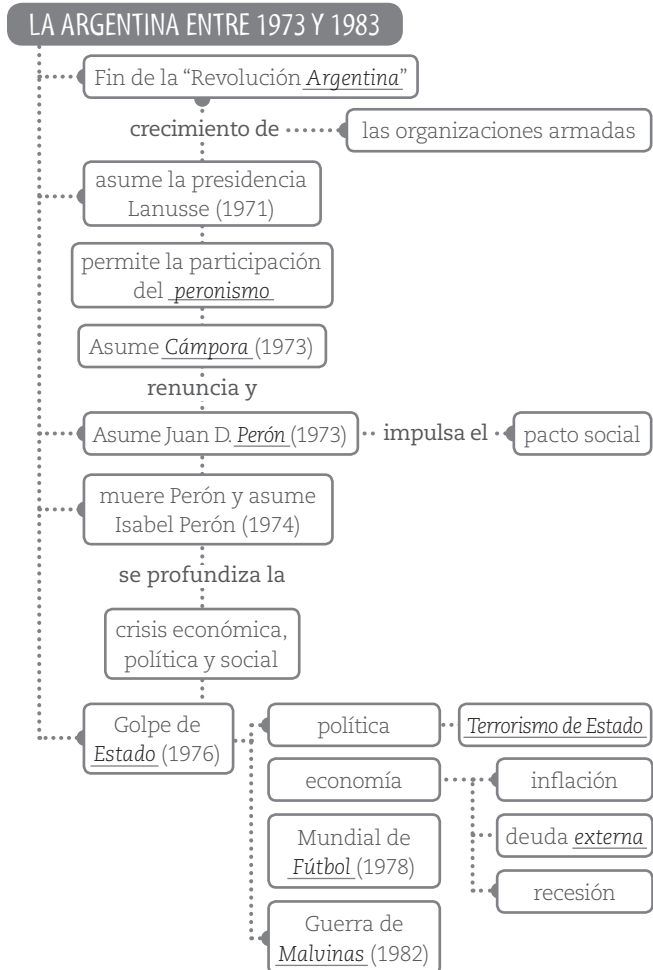 LA ARGENTINA ENTRE 1973 Y 1983
Fin de la “Revolución Argentina”
crecimiento de
las organizaciones armadas
asume la presidencia
Lanusse (1971)
permite la participación
del peronismo
Asume Cámpora (1973)
renuncia y
Asume Juan D. Perón (1973)
impulsa el
pacto social
muere Perón y asume
Isabel Perón (1974)
se profundiza la
crisis económica,
política y social
Golpe de
Estado (1976)
política
Terrorismo de Estado
economía
inflación
deuda externa
recesión
Mundial de
Fútbol (1978)
Guerra de
Malvinas (1982)